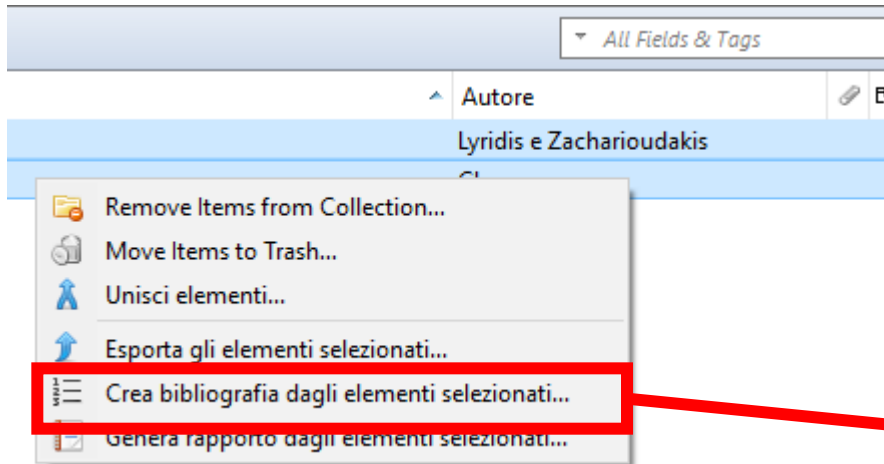 All Fields & Tags
Autore
Lyridis e Zacharioudakis
Remove Items from Collection...
Move Items to Trash...
Unisci elementi...
Esporta gli elementi selezionati...
Crea bibliografia dagli elementi selezionati...
Genera rapporto dagli elementi selezionati...